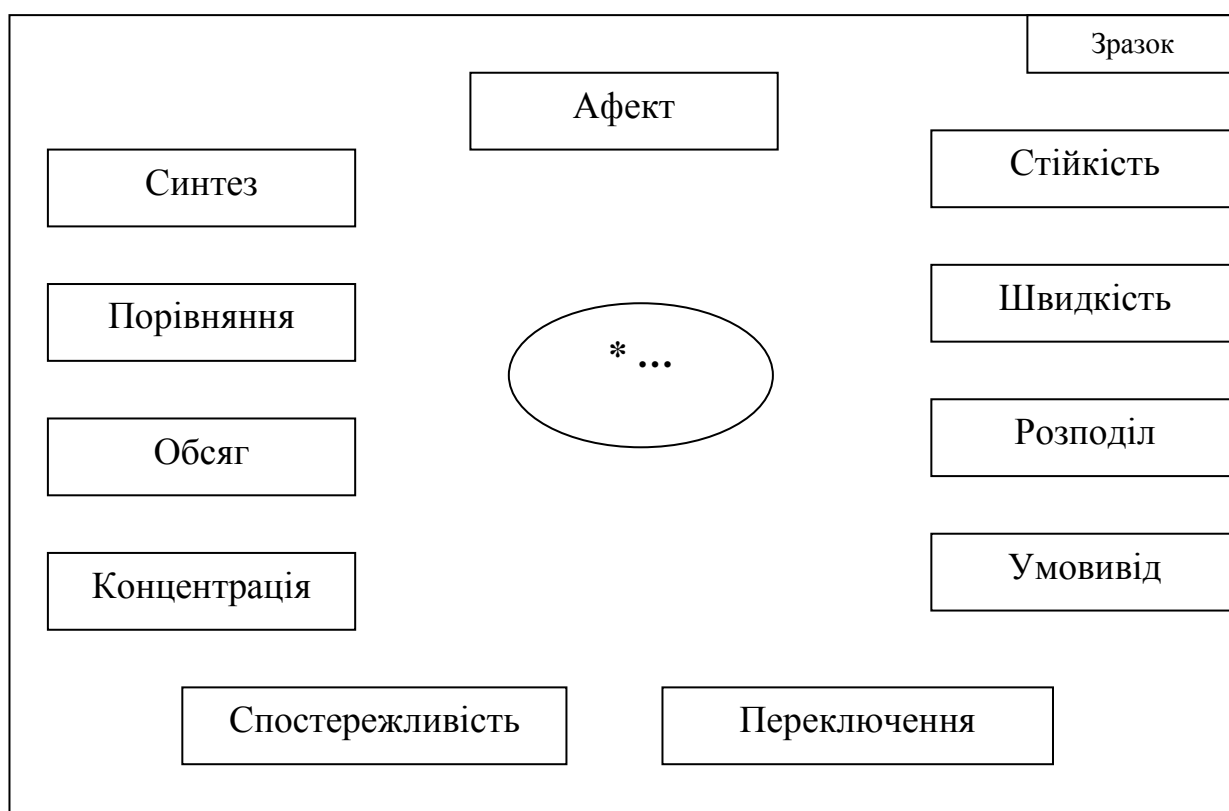 Зразок
Афект
Стійкість
Синтез
Швидкість
Порівняння
* ...
Розподіл
Обсяг
Умовивід
Концентрація
Спостережливість
Переключення